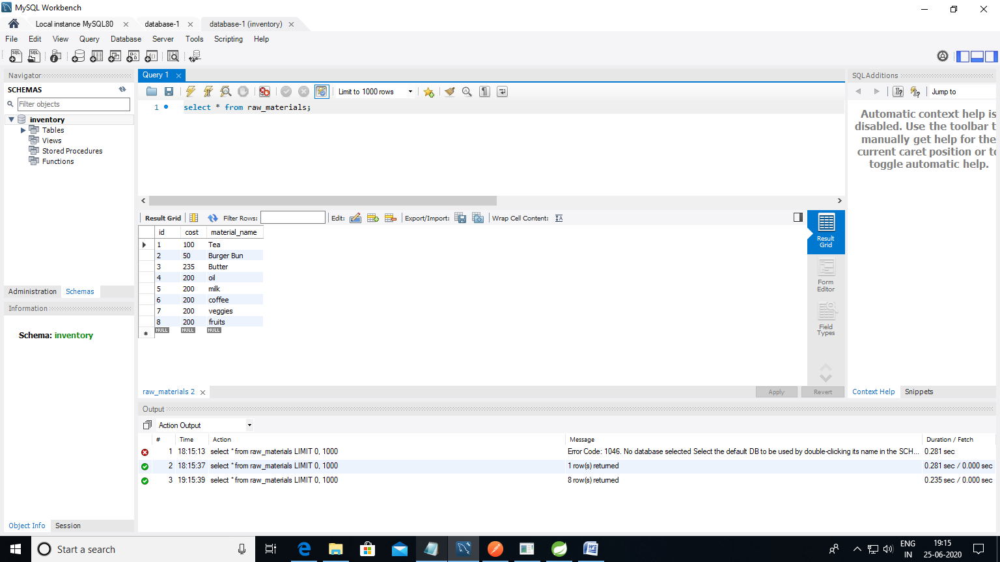 MySQL Workbench
Local instance MySQL80
database-1
database-1 (inventory)
File Edit View Query Database Server Tools Scripting Help
Navigator
SCHEMAS
Filter objects
inventory
Tables
Views
Stored Procedures
Functions
Administration Schemas
Information
Schema: inventory
Object Info Session
Query 1
Limit to 1000 rows
1 select * from raw_materials;
Result Grid Filter Rows: Edit: Export/Import: Wrap Cell Content:
id cost material_name
1 100 Tea
2 50 Burger Bun
3 235 Butter
4 200 oil
5 200 milk
6 200 coffee
7 200 veggies
8 200 fruits
NULL NULL NULL
Result
Grid
Form
Editor
Field
Types
raw_materials 2
Apply Revert
SQLAdditions
Jump to
Automatic context help is
disabled. Use the toolbar t
manually get help for the
current caret position or to
toggle automatic help.
Context Help Snippets
Output
Action Output
# Time Action Message Duration / Fetch
1 18:15:13 select * from raw_materials LIMIT 0, 1000 Error Code: 1046. No database selected Select the default DB to be used by double-clicking its name in the SCH... 0.281 sec
2 18:15:37 select * from raw_materials LIMIT 0, 1000 1 row(s) returned 0.281 sec / 0.000 sec
3 19:15:39 select * from raw_materials LIMIT 0, 1000 8 row(s) returned 0.235 sec / 0.000 sec
Start a search
ENG
IN
19:15
25-06-2020